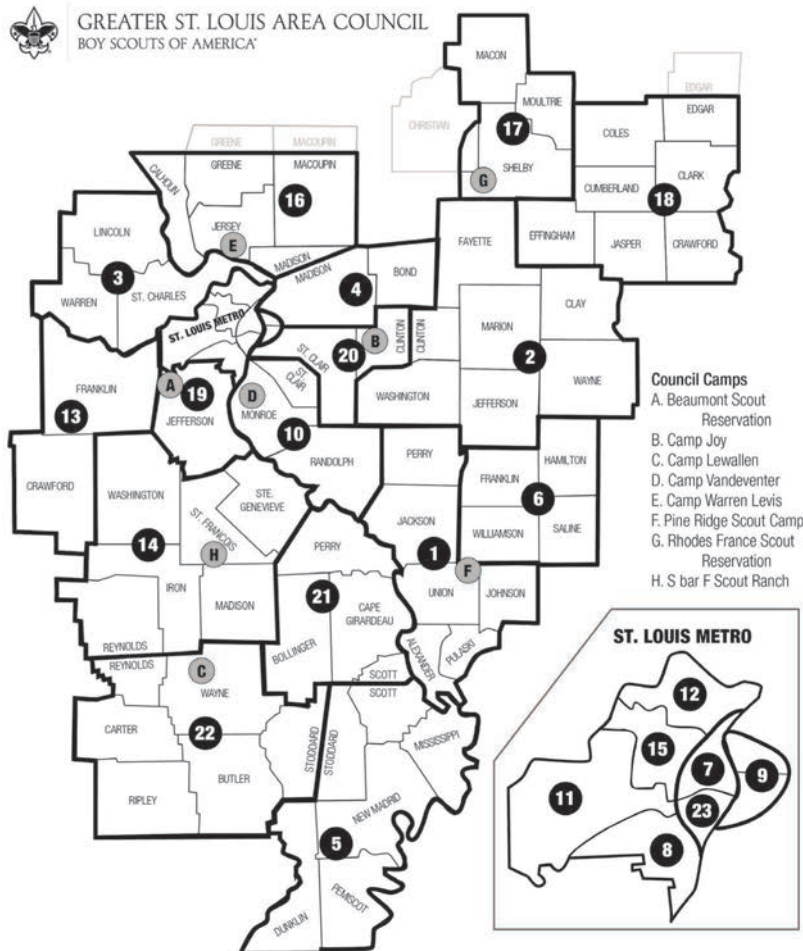 GREATER ST. LOUIS AREA COUNCIL
BOY SCOUTS OF AMERICA®
MACON
MOULTRIE
CHRISTIAN
17
SHELBY
G
EDGAR
EDGAR
COLES
CLARK
CUMBERLAND
18
EFFINGHAM
JASPER
CRAWFORD
GREENE
MACOUPIN
GREENE
MACOUPIN
CALHOUN
16
JERSEY
E
LINCOLN
3
WARREN
ST. CHARLES
MADISON
MADISON
4
BOND
FAYETTE
ST. LOUIS METRO
ST. CLAIR
ST. CLAIR
20
B
CLINTON
CLINTON
MARION
2
CLAY
WAYNE
WASHINGTON
JEFFERSON
FRANKLIN
13
A
19
JEFFERSON
D
MONROE
10
RANDOLPH
CRAWFORD
WASHINGTON
14
ST. FRANCOIS
STE.
GENEVIEVE
H
IRON
MADISON
REYNOLDS
PERRY
JACKSON
1
F
UNION
JOHNSON
ALEXANDER
PULASKI
FRANKLIN
HAMILTON
6
WILLIAMSON
SALINE
PERRY
21
CAPE
GIRARDEAU
BOLLINGER
SCOTT
SCOTT
REYNOLDS
C
WAYNE
CARTER
22
BUTLER
RIPLEY
STODDARD
STODDARD
MISSISSIPPI
NEW MADRID
5
PEMISCOT
DUNKLIN
Council Camps
A. Beaumont Scout
Reservation
B. Camp Joy
C. Camp Lewallen
D. Camp Vandeventer
E. Camp Warren Levis
F. Pine Ridge Scout Camp
G. Rhodes France Scout
Reservation
H. S bar F Scout Ranch
ST. LOUIS METRO
12
15
7
9
11
23
8